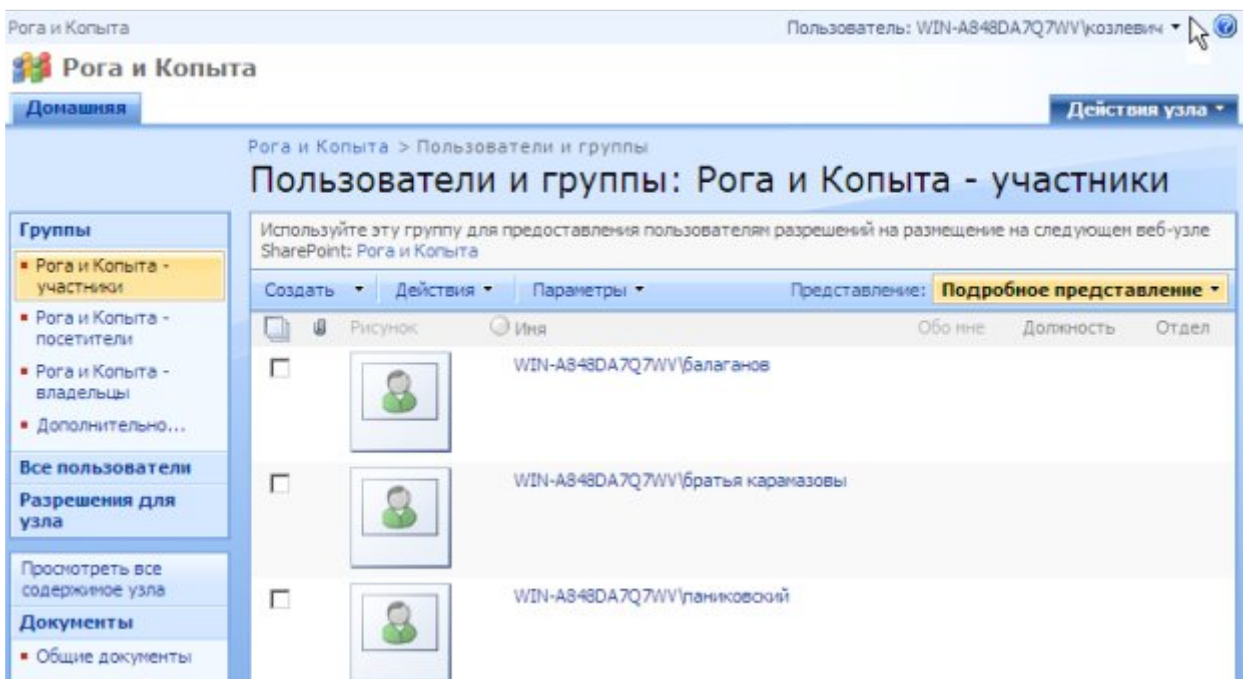 Рога и Копыта
Пользователь: WIN-A848DA7Q7WV\козлевич
Рога и Копыта
Домашняя
Действия узла
Рога и Копыта > Пользователи и группы
Пользователи и группы: Рога и Копыта - участники
Группы
Рога и Копыта -
участники
Рога и Копыта -
посетители
Рога и Копыта -
владельцы
Дополнительно...
Все пользователи
Разрешения для
узла
Просмотреть все
содержимое узла
Документы
Общие документы
Используйте эту группу для предоставления пользователям разрешений на размещение на следующем веб-узле
SharePoint: Рога и Копыта
Создать Действия Параметры Представление: Подробное представление
Рисунок Имя Обо мне Должность Отдел
WIN-A848DA7Q7WV\балаганов
WIN-A848DA7Q7WV\братья карамазовы
WIN-A848DA7Q7WV\паниковский